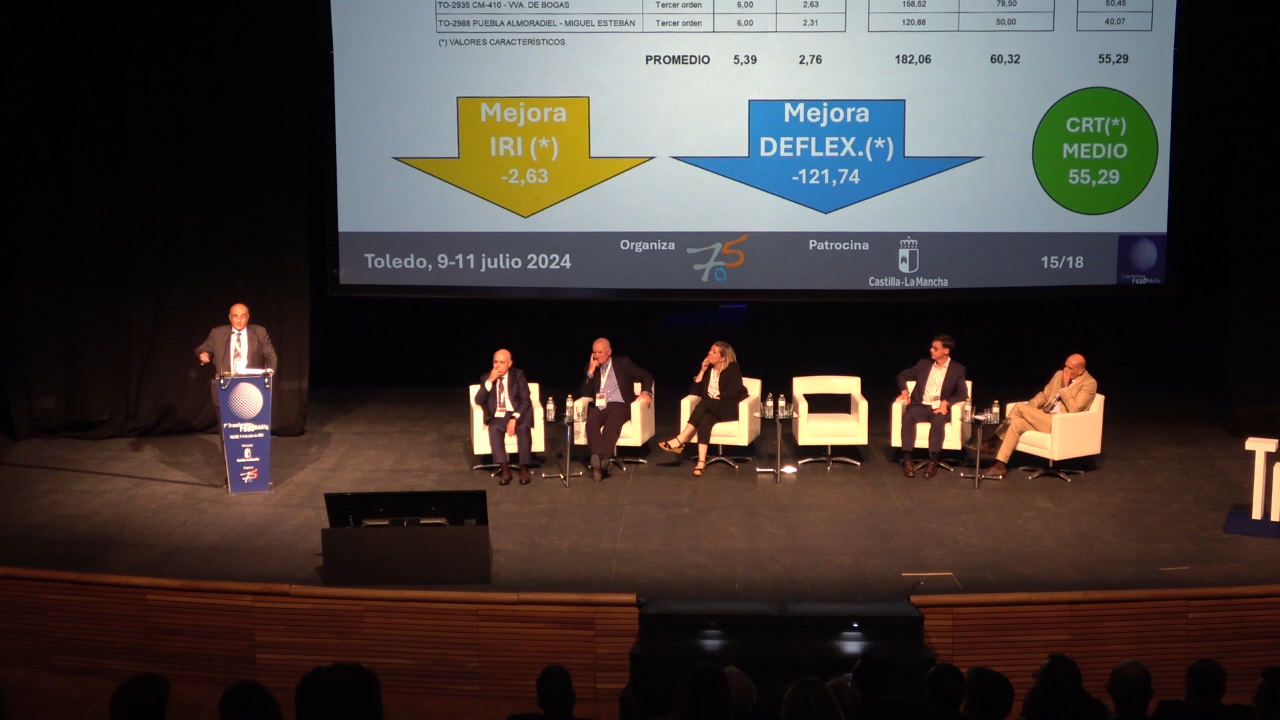 TO-2935 CM-410 - VVA. DE BOGAS Tercer orden 6,00 2,63 158,52 79,50 50,45
TO-2988 PUEBLA ALMORADIEL - MIGUEL ESTEBÁN Tercer orden 6,00 2,31 120,88 50,00 40,07
(*) VALORES CARACTERÍSTICOS
PROMEDIO 5,39 2,76 182,06 60,32 55,29
Mejora
IRI (*)
-2,63
Mejora
DEFLEX.(*)
-121,74
CRT(*)
MEDIO
55,29
Toledo, 9-11 julio 2024
Organiza
75
Patrocina
Castilla-La Mancha
15/18
75